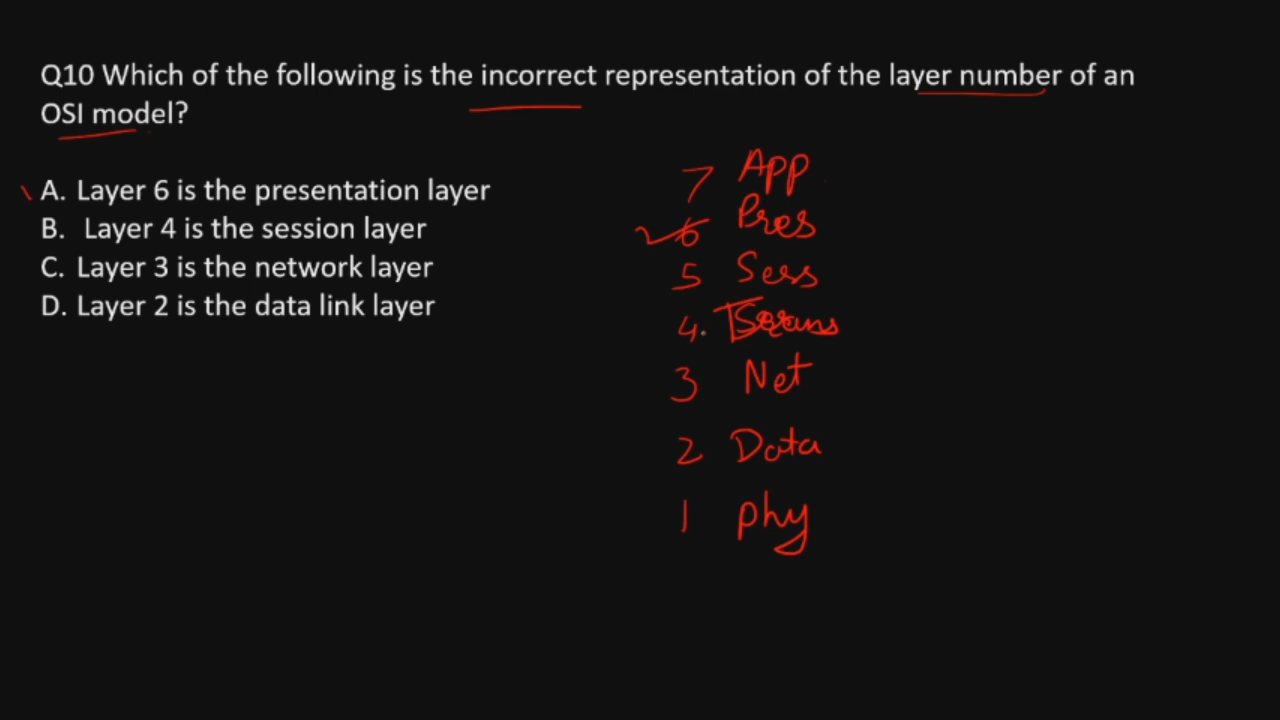 Q10 Which of the following is the incorrect representation of the layer number of an
OSI model?
A. Layer 6 is the presentation layer
B. Layer 4 is the session layer
C. Layer 3 is the network layer
D. Layer 2 is the data link layer
7 App
6 Pres
5 Sess
4. Trans
3 Net
2 Data
1 Phy